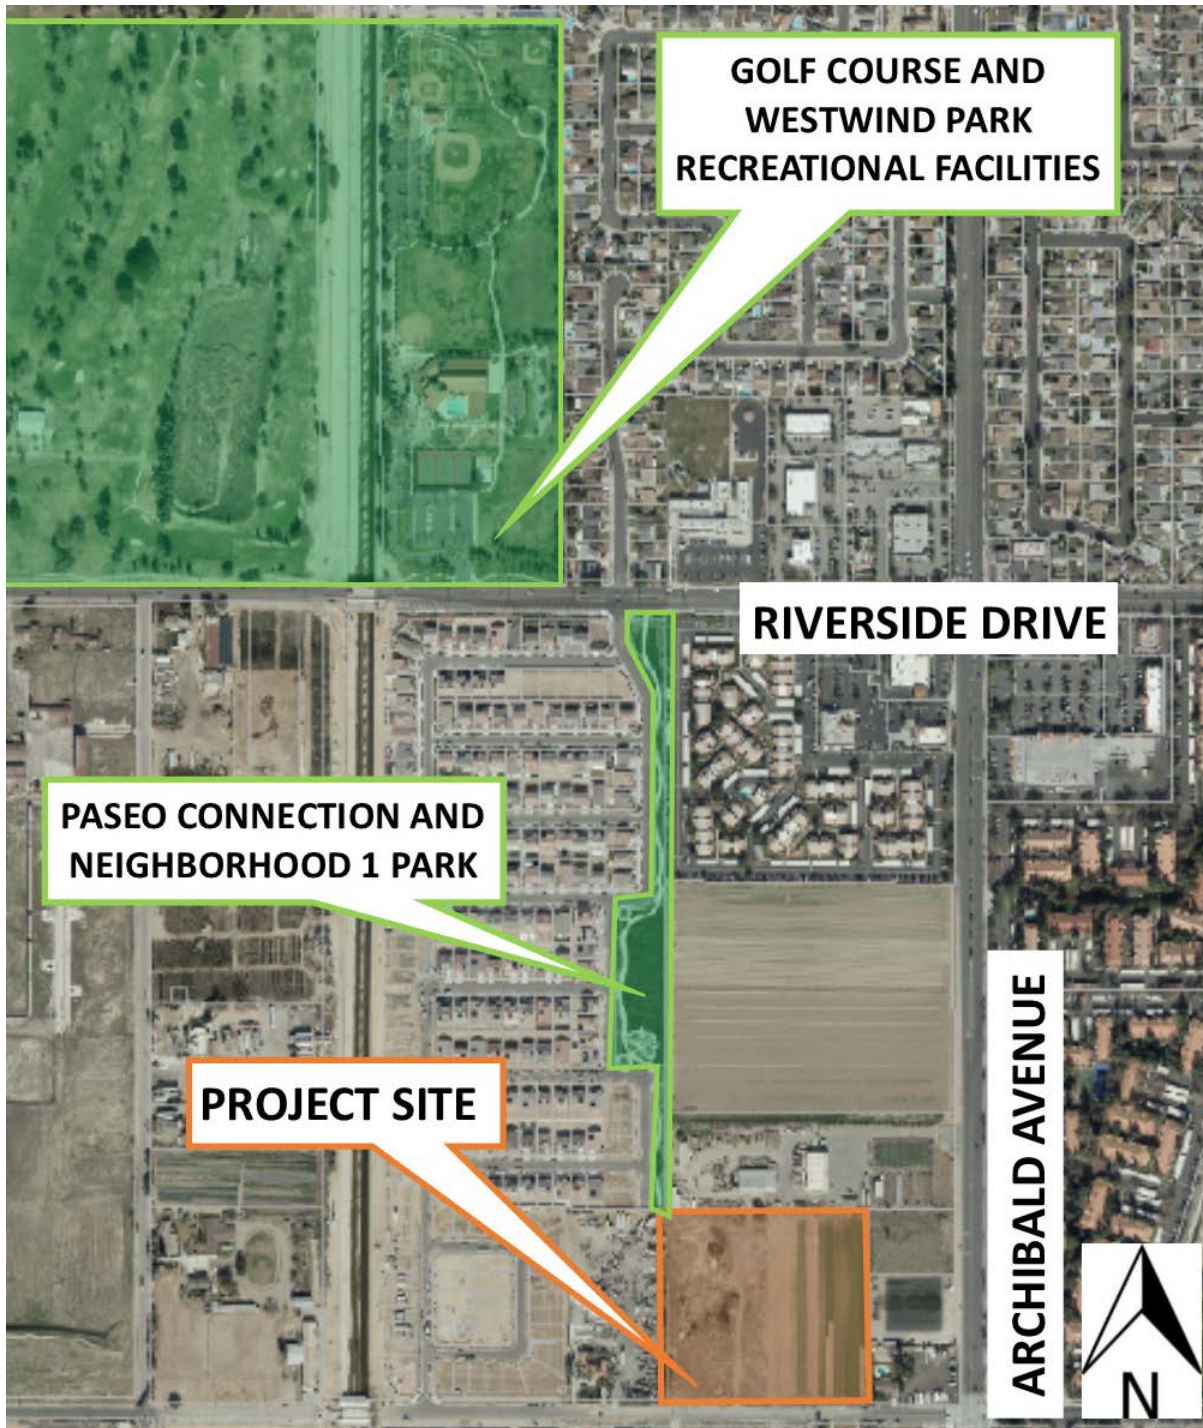 GOLF COURSE AND
WESTWIND PARK
RECREATIONAL FACILITIES
RIVERSIDE DRIVE
PASEO CONNECTION AND
NEIGHBORHOOD 1 PARK
PROJECT SITE
ARCHIBALD AVENUE
N